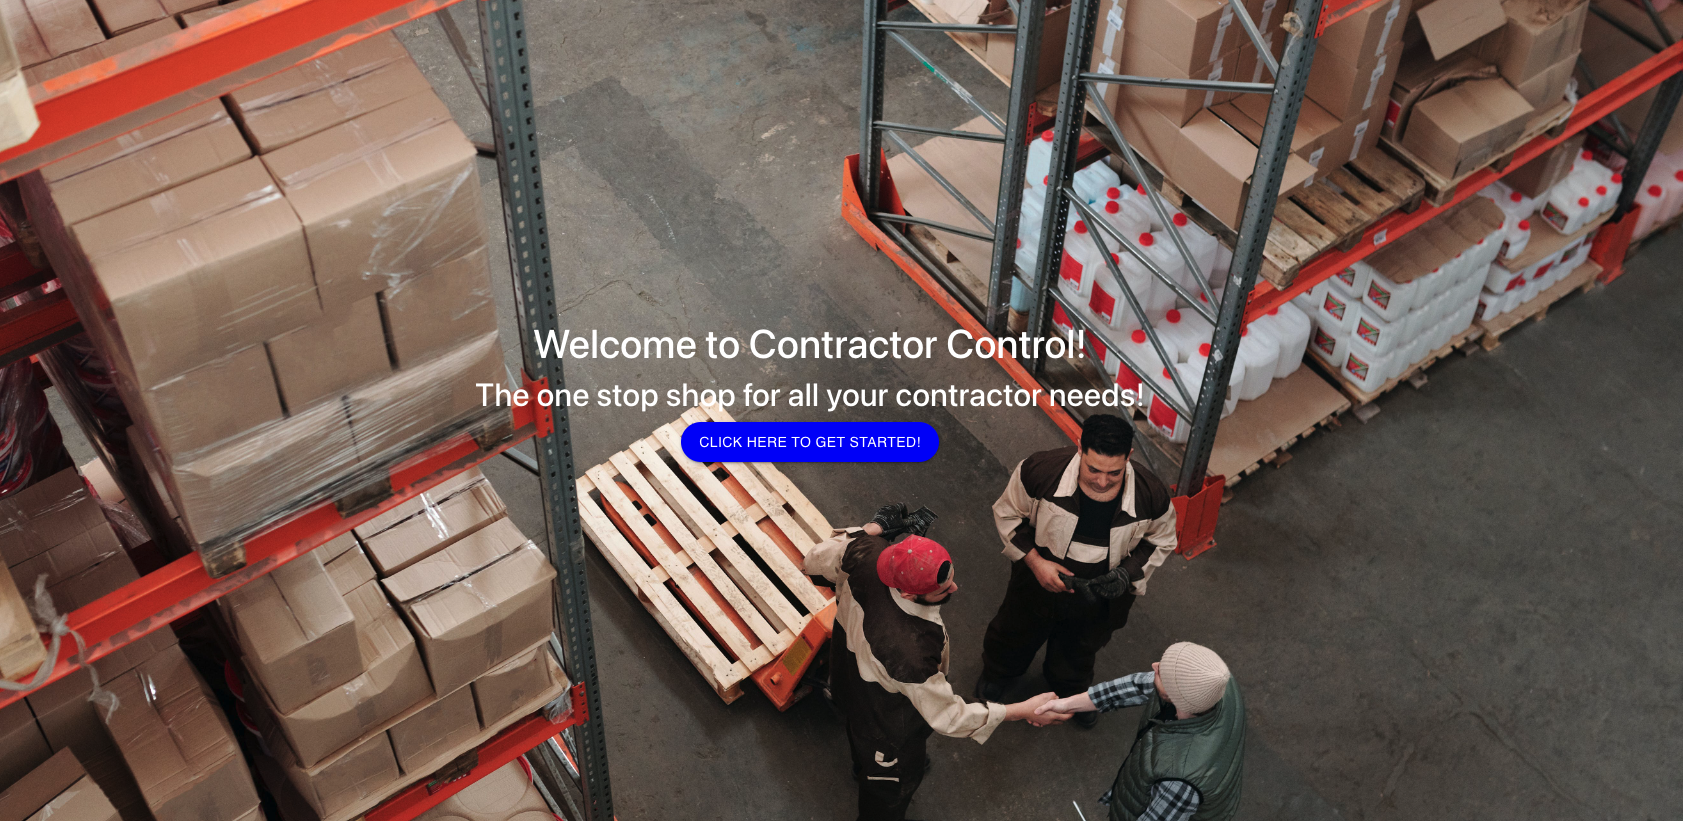 Welcome to Contractor Control!
The one stop shop for all your contractor needs!
CLICK HERE TO GET STARTED!